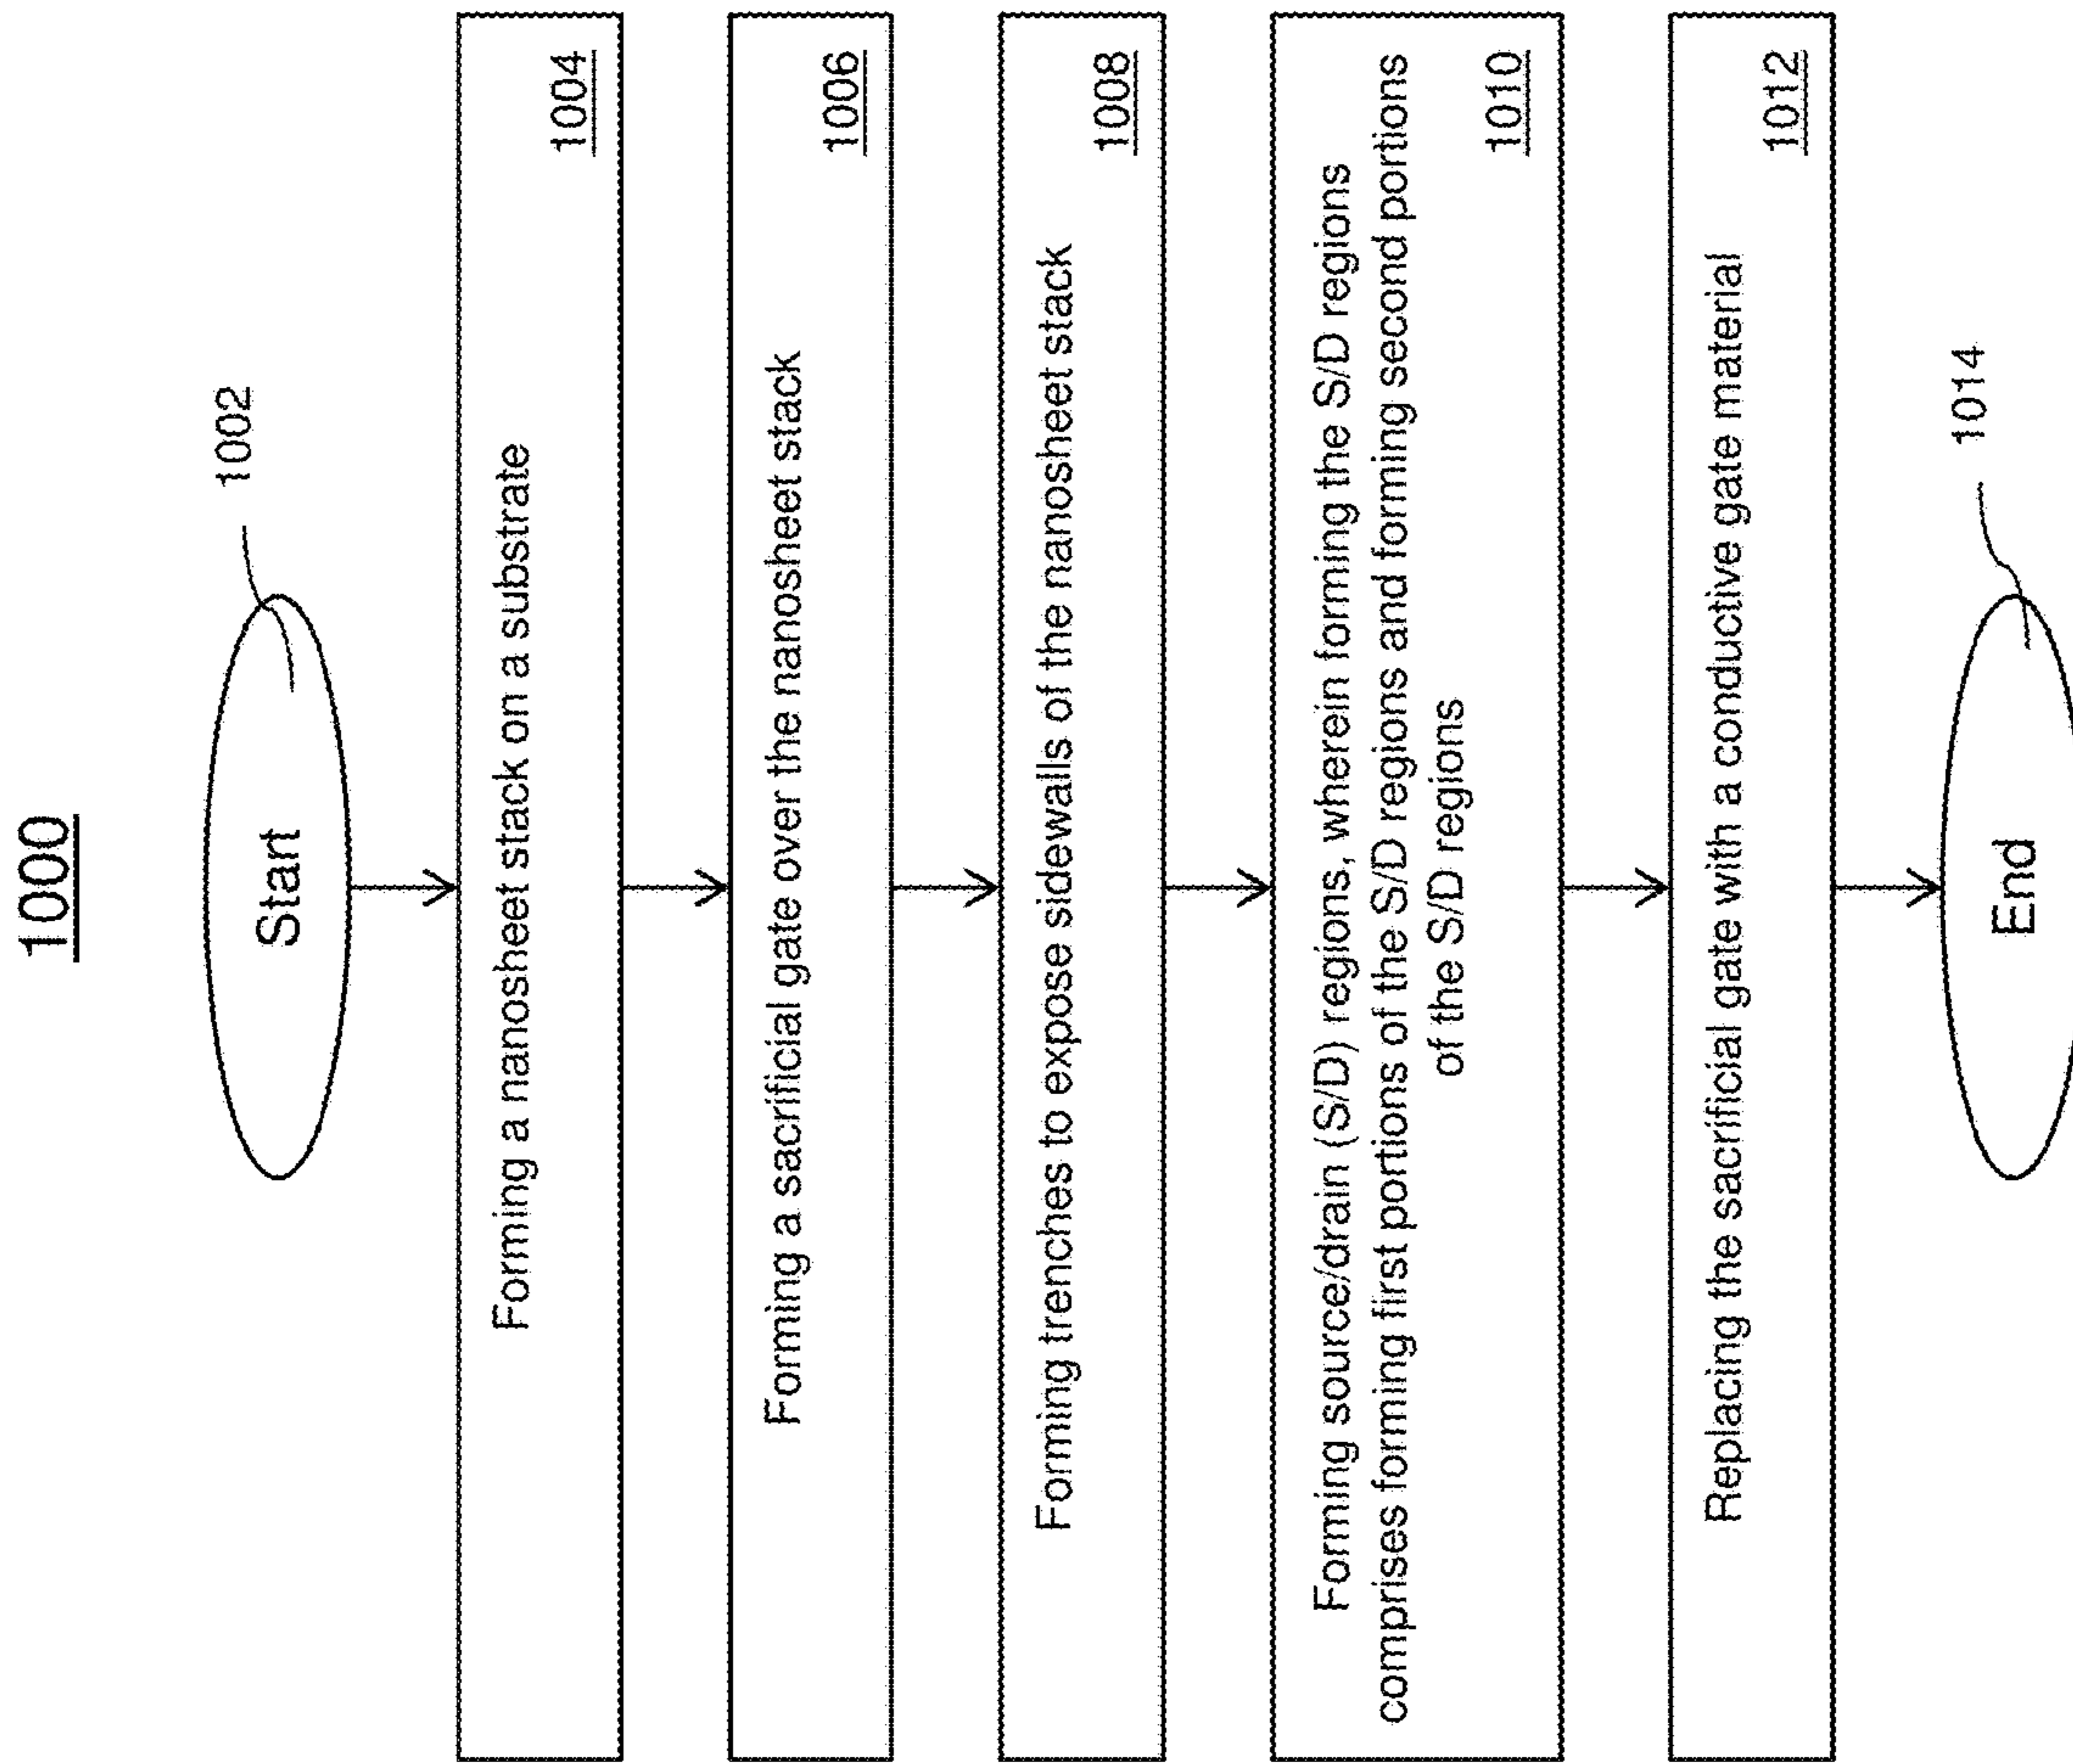 1000
Start
1002
Forming a nanosheet stack on a substrate
1004
Forming a sacrificial gate over the nanosheet stack
1006
Forming trenches to expose sidewalls of the nanosheet stack
1008
Forming source/drain (S/D) regions, wherein forming the S/D regions
comprises forming first portions of the S/D regions and forming second portions
of the S/D regions
1010
Replacing the sacrificial gate with a conductive gate material
1012
1014
End